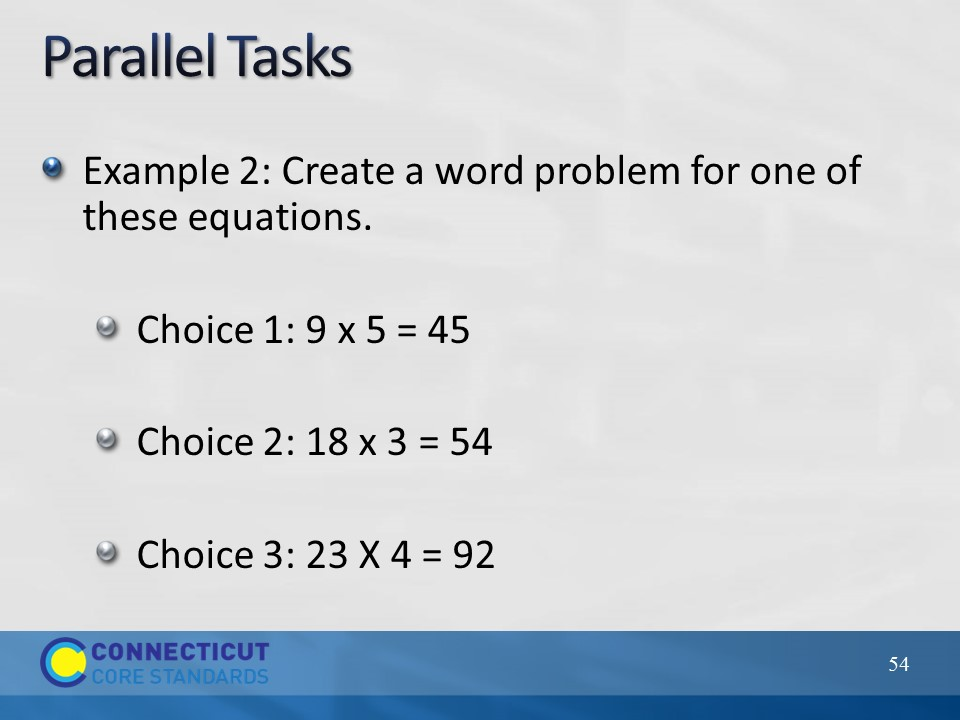 Parallel Tasks
Example 2: Create a word problem for one of
these equations.
Choice 1: 9 x 5 = 45
Choice 2: 18 x 3 = 54
Choice 3: 23 X 4 = 92
CONNECTICUT
CORE STANDARDS
54